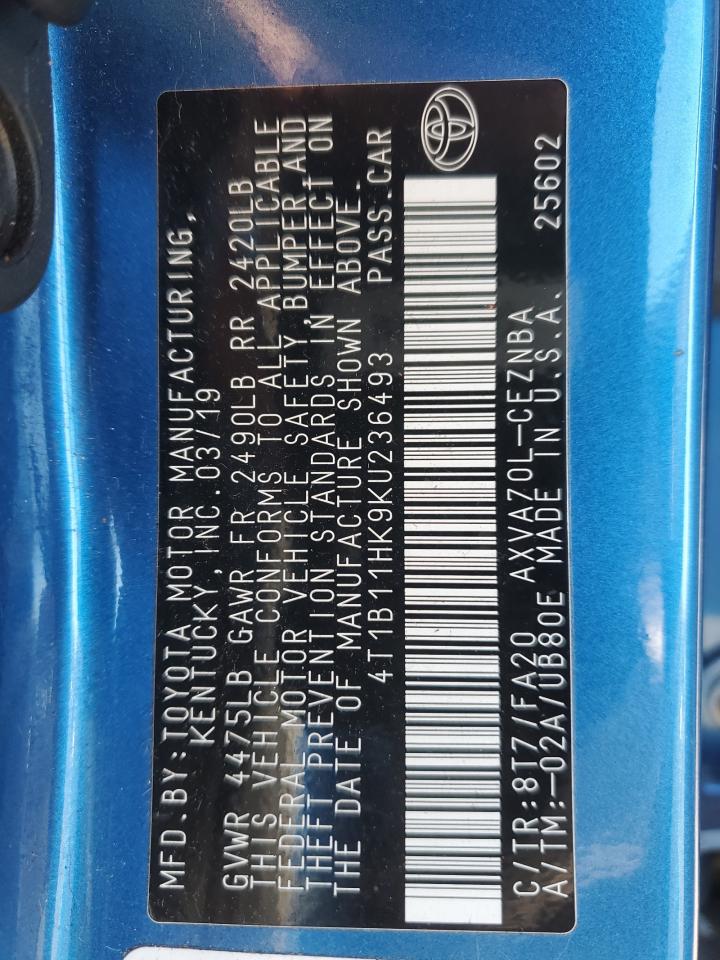 MFD.BY:TOYOTA MOTOR MANUFACTURING,
KENTUCKY,INC.03/19
GVWR 4475LB GAWR FR 2490LB RR 2420LB
THIS VEHICLE CONFORMS TO ALL APPLICABLE
FEDERAL MOTOR VEHICLE SAFETY,BUMPER,AND
THEFT PREVENTION STANDARDS IN EFFECT ON
THE DATE OF MANUFACTURE SHOWN ABOVE.
4T1B11HK9KU236493 PASS.CAR
C/TR:8T7/FA20 AXVA70L-CEZNBA
A/TM:-02A/UB80E MADE IN U.S.A. 25602